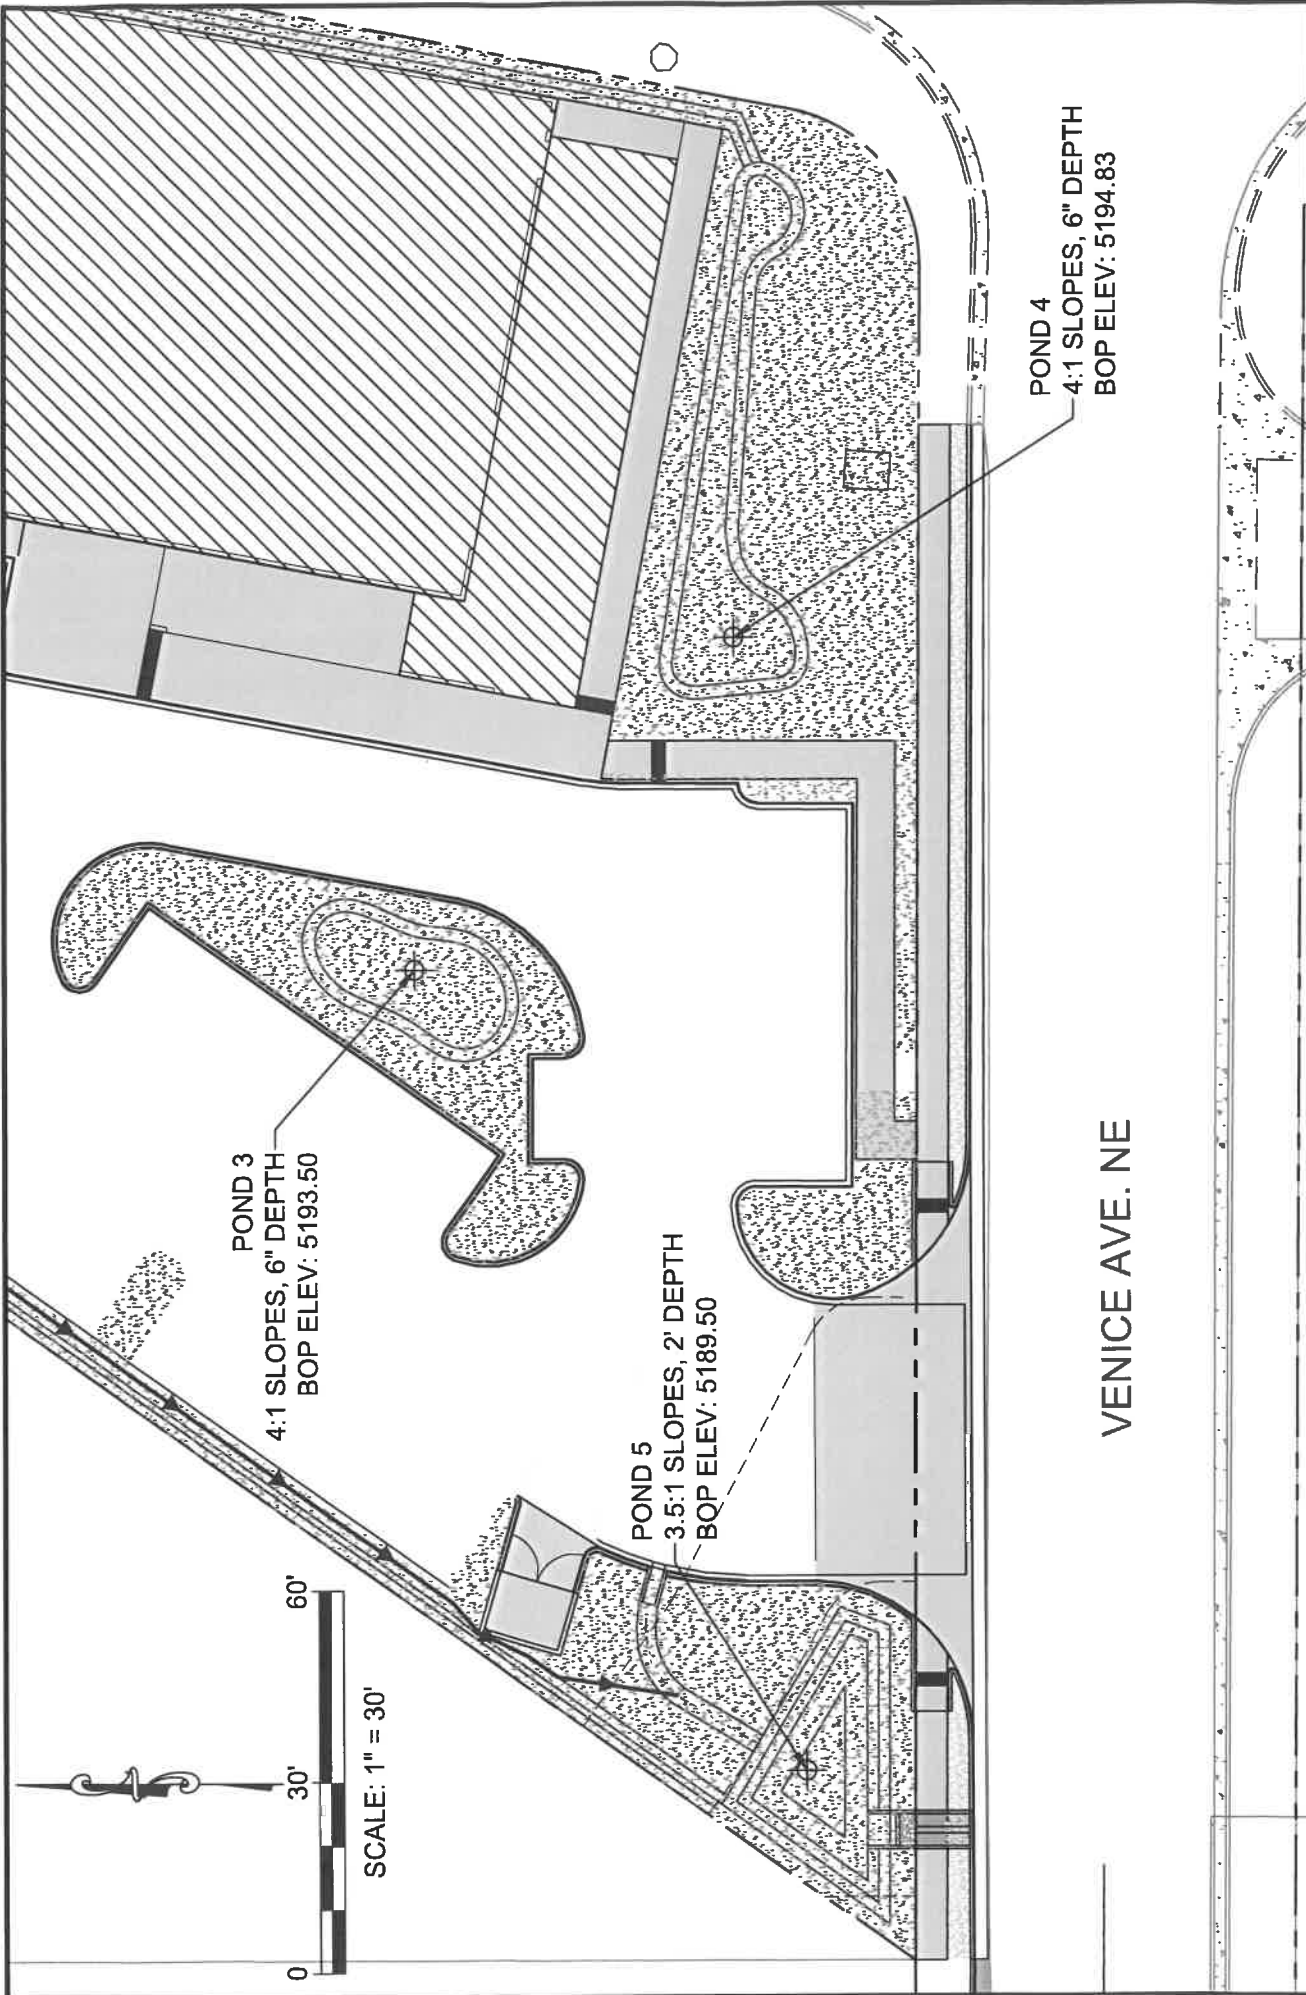 POND 4
4:1 SLOPES, 6" DEPTH
BOP ELEV: 5194.83
POND 3
4:1 SLOPES, 6" DEPTH
BOP ELEV: 5193.50
POND 5
3.5:1 SLOPES, 2' DEPTH
BOP ELEV: 5189.50
VENICE AVE. NE
0 30' 60'
SCALE: 1" = 30'